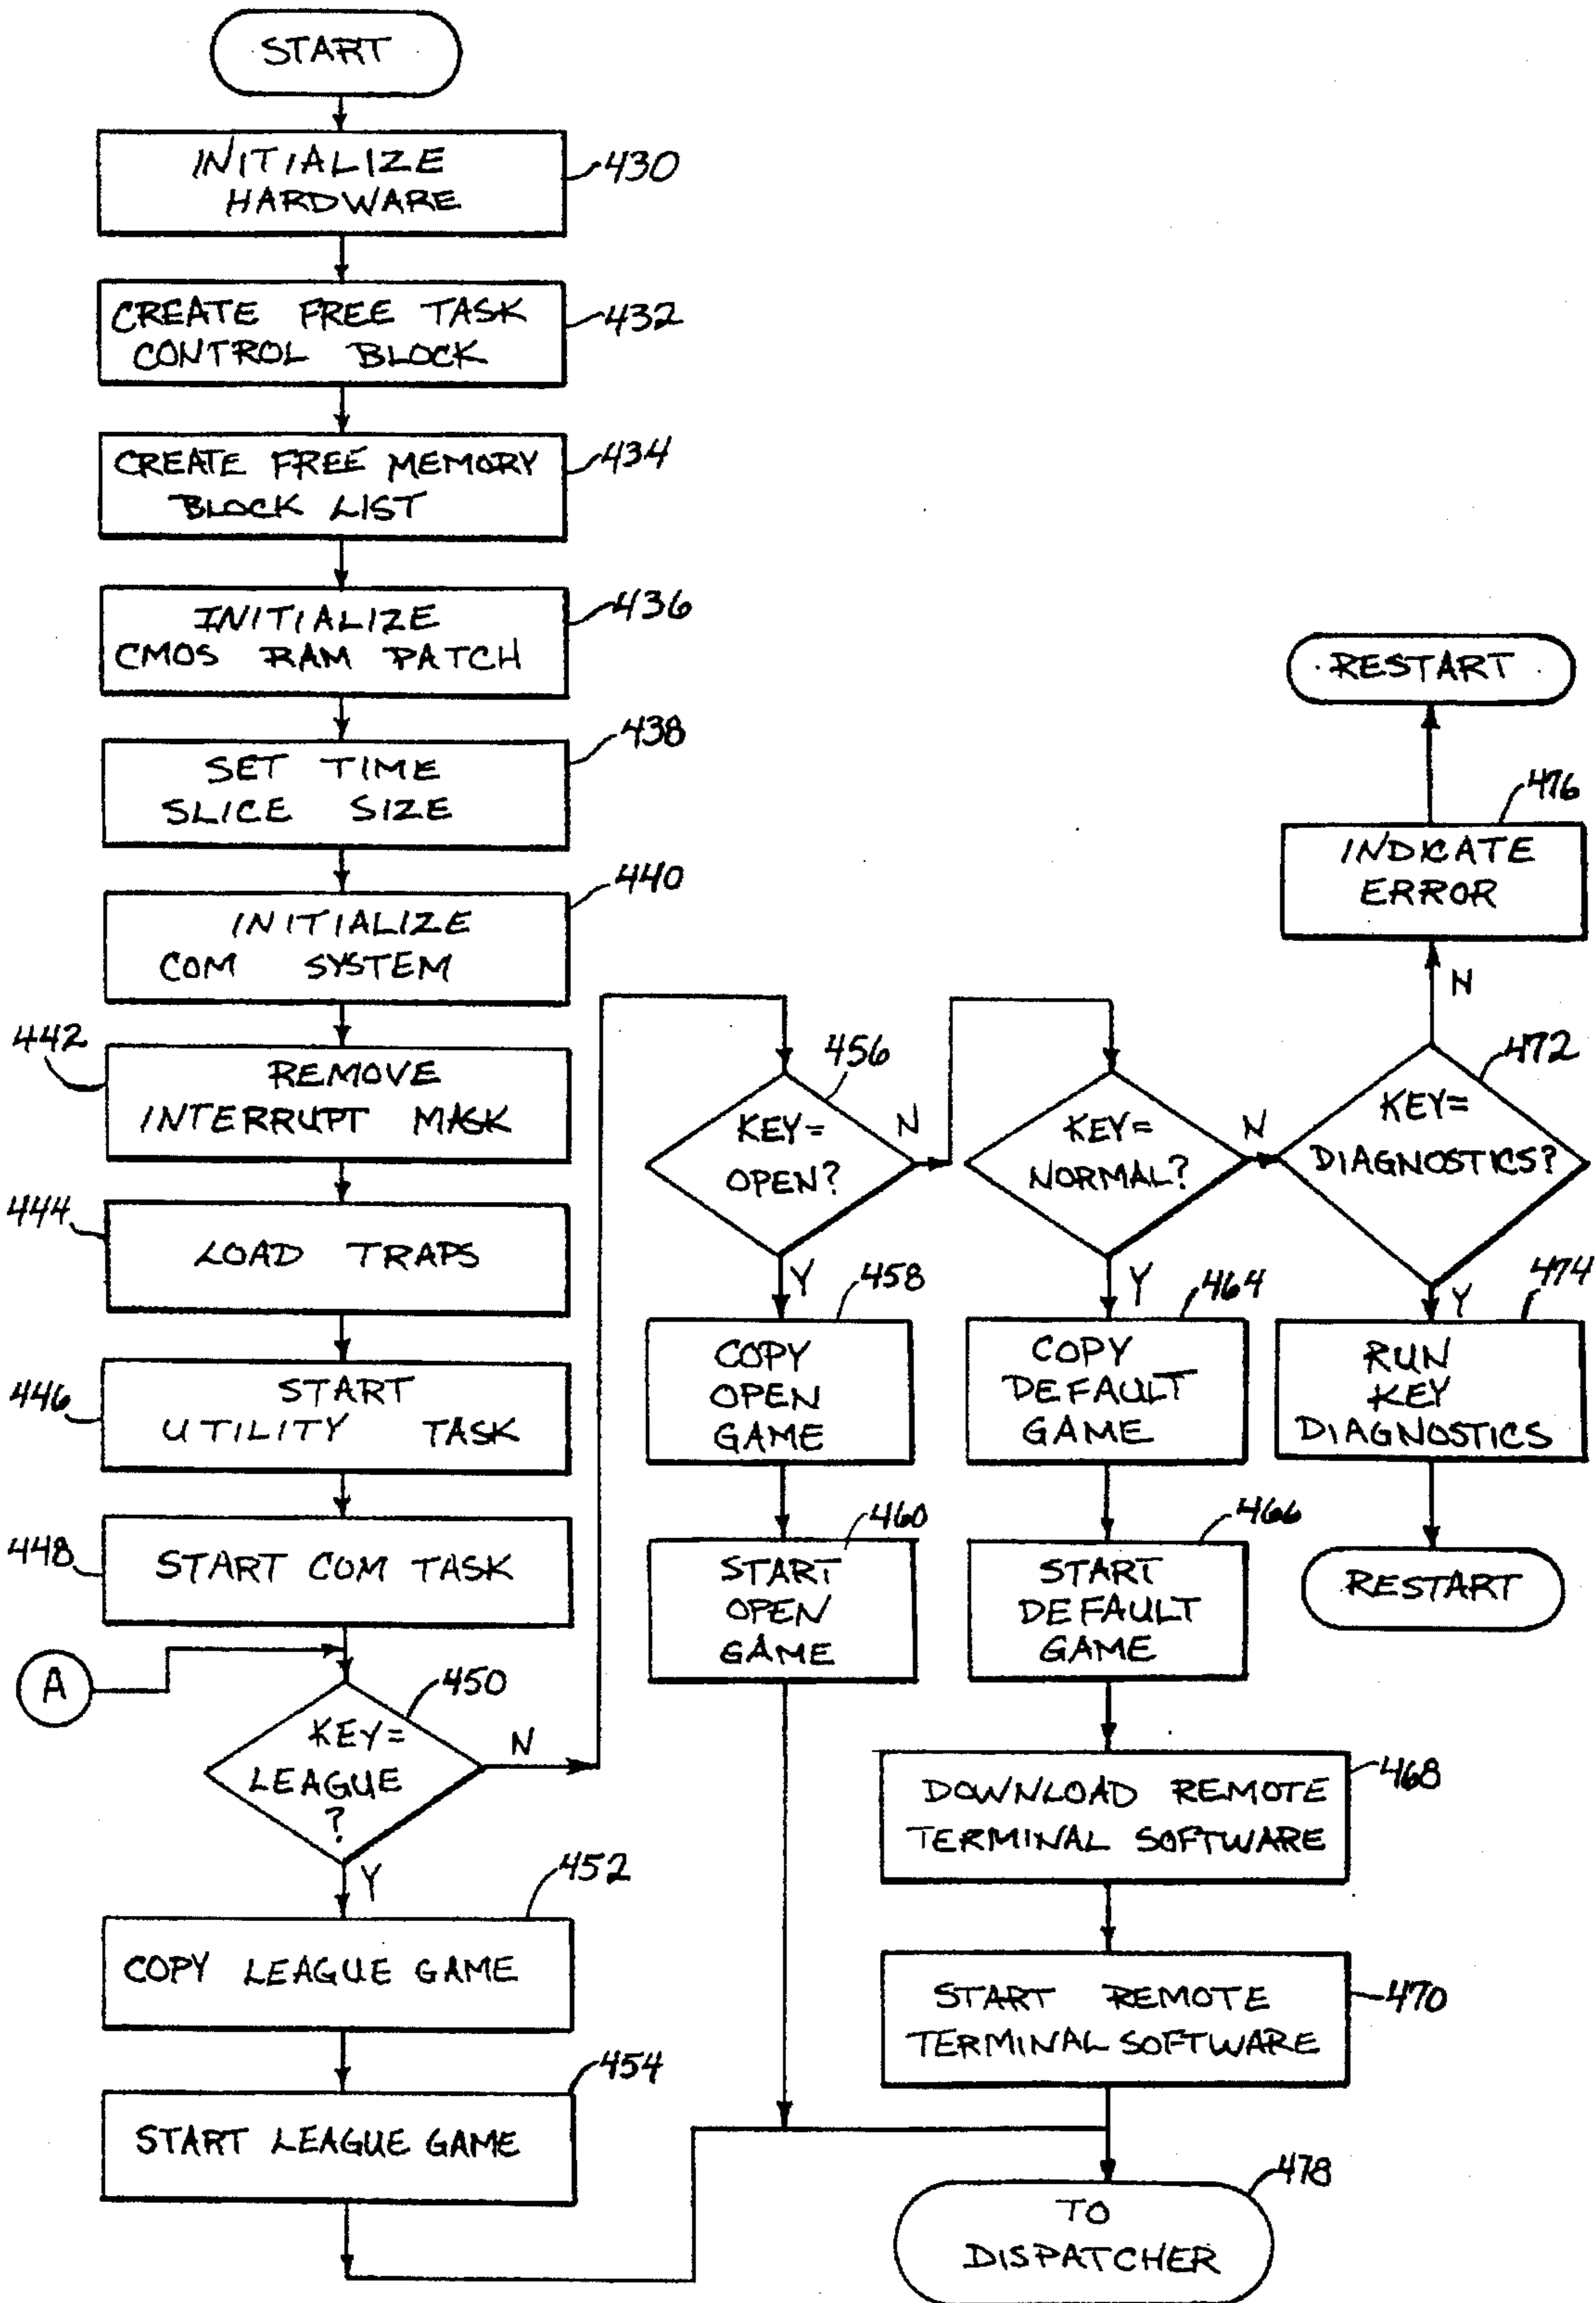 START
INITIALIZE
HARDWARE
430
CREATE FREE TASK
CONTROL BLOCK
432
CREATE FREE MEMORY
BLOCK LIST
434
INITIALIZE
CMOS RAM PATCH
436
SET TIME
SLICE SIZE
438
INITIALIZE
COM SYSTEM
440
442
REMOVE
INTERRUPT MASK
444
LOAD TRAPS
446
START
UTILITY TASK
448
START COM TASK
A
450
KEY=
LEAGUE
?
N
Y
452
COPY LEAGUE GAME
454
START LEAGUE GAME
456
KEY=
OPEN?
N
Y
458
COPY
OPEN
GAME
460
START
OPEN
GAME
KEY=
NORMAL?
N
Y
464
COPY
DEFAULT
GAME
466
START
DEFAULT
GAME
DOWNLOAD REMOTE
TERMINAL SOFTWARE
468
START REMOTE
TERMINAL SOFTWARE
470
478
TO
DISPATCHER
RESTART
476
INDICATE
ERROR
N
472
KEY=
DIAGNOSTICS?
Y
474
RUN
KEY
DIAGNOSTICS
RESTART